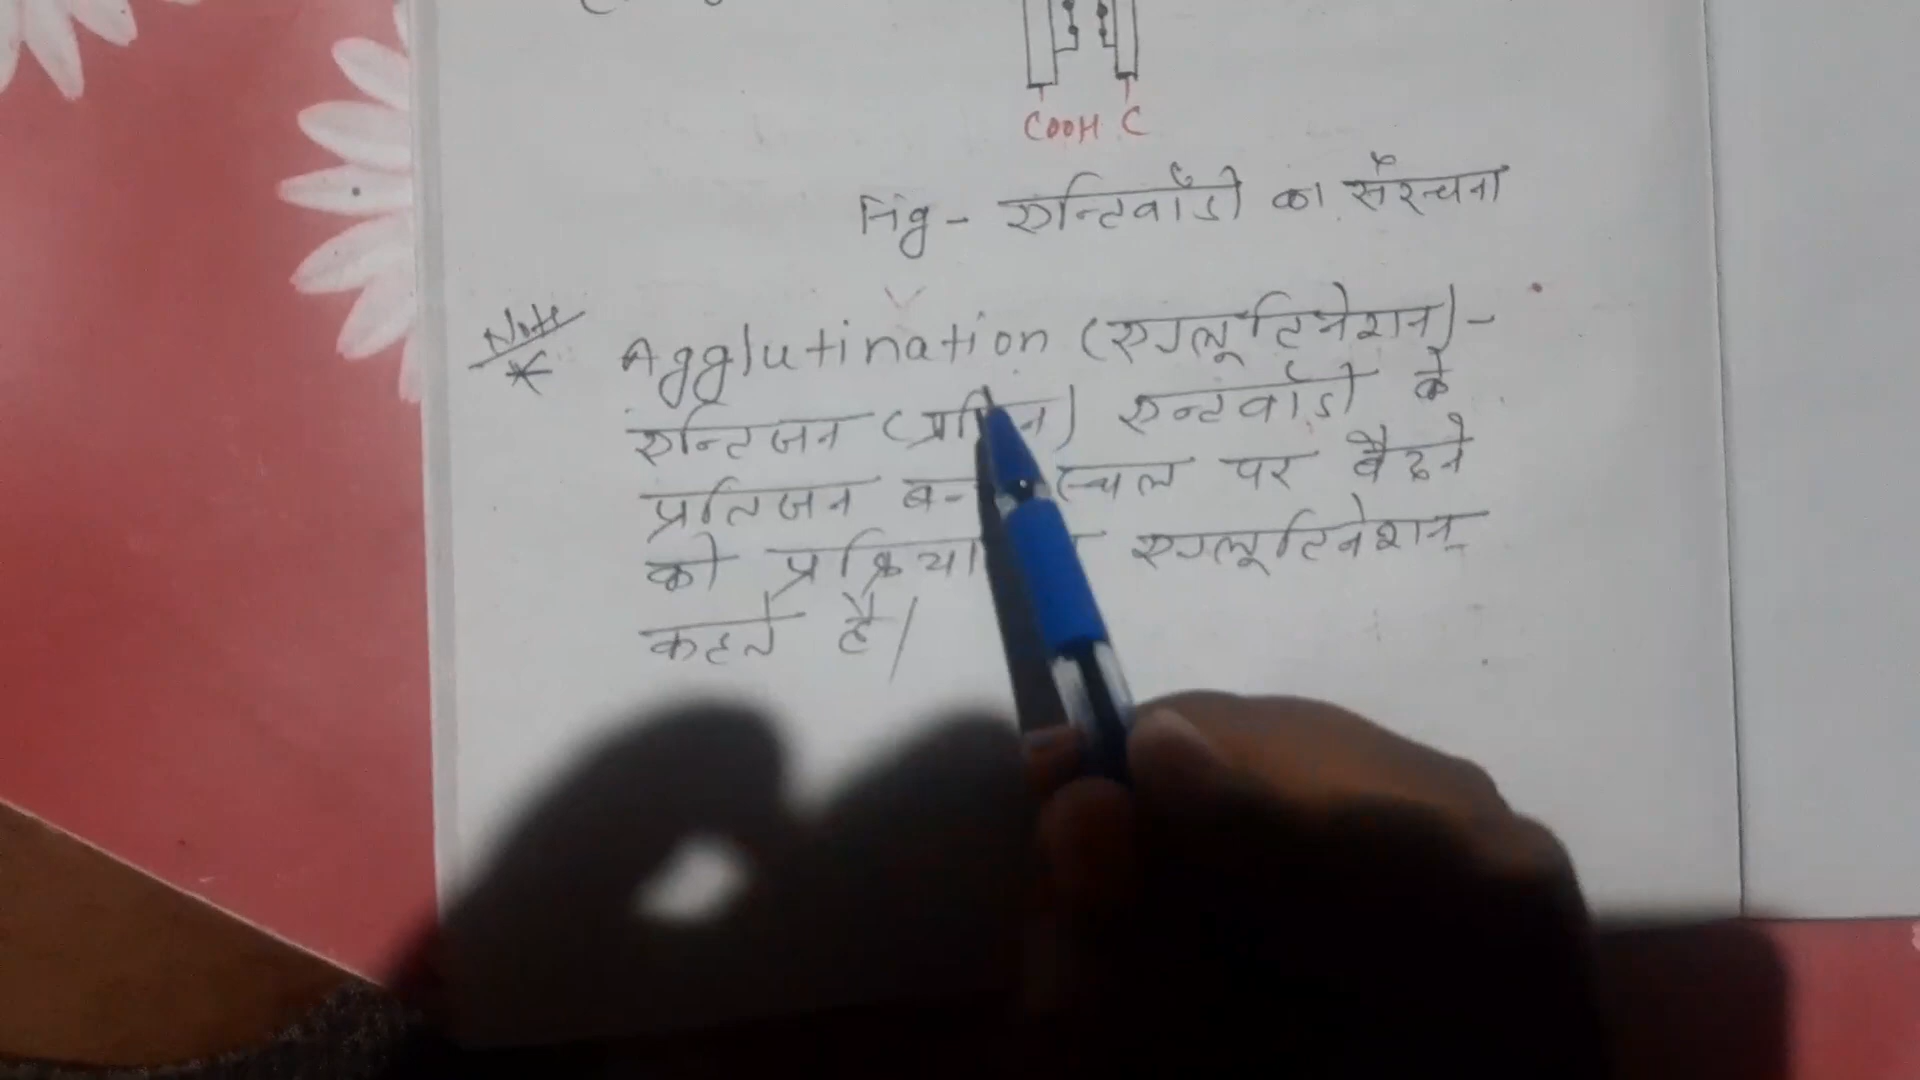 COOH C
Fig - एन्टिबॉडी का संरचना
Note
* Agglutination (एग्लूटिनेशन) -
एन्टिजन एन्टबॉडी के
प्रतिजन स्थल पर बैठने
की प्रक्रिया एग्लूटिनेशन
कहते है।